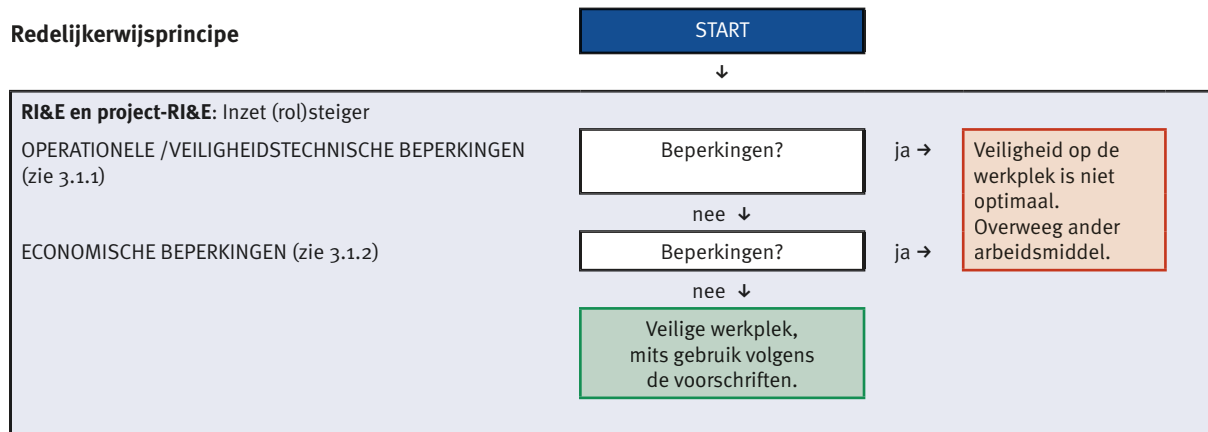 Redelijkerwijsprincipe
START
↓
RI&E en project-RI&E: Inzet (rol)steiger
OPERATIONELE /VEILIGHEIDSTECHNISCHE BEPERKINGEN
(zie 3.1.1)
Beperkingen?
ja →
Veiligheid op de
werkplek is niet
optimaal.
Overweeg ander
arbeidsmiddel.
nee ↓
ECONOMISCHE BEPERKINGEN (zie 3.1.2)
Beperkingen?
ja →
nee ↓
Veilige werkplek,
mits gebruik volgens
de voorschriften.